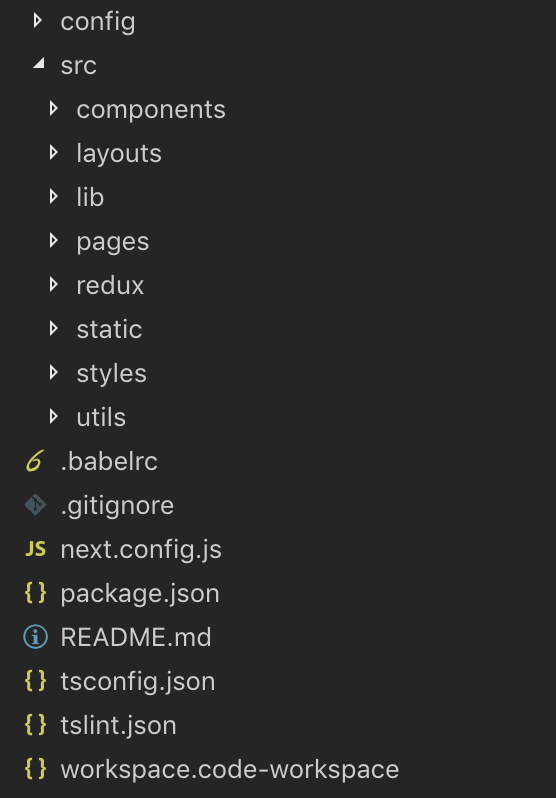 config
src
components
layouts
lib
pages
redux
static
styles
utils
6 .babelrc
.gitignore
JS next.config.js
{} package.json
i README.md
{} tsconfig.json
{} tslint.json
{} workspace.code-workspace